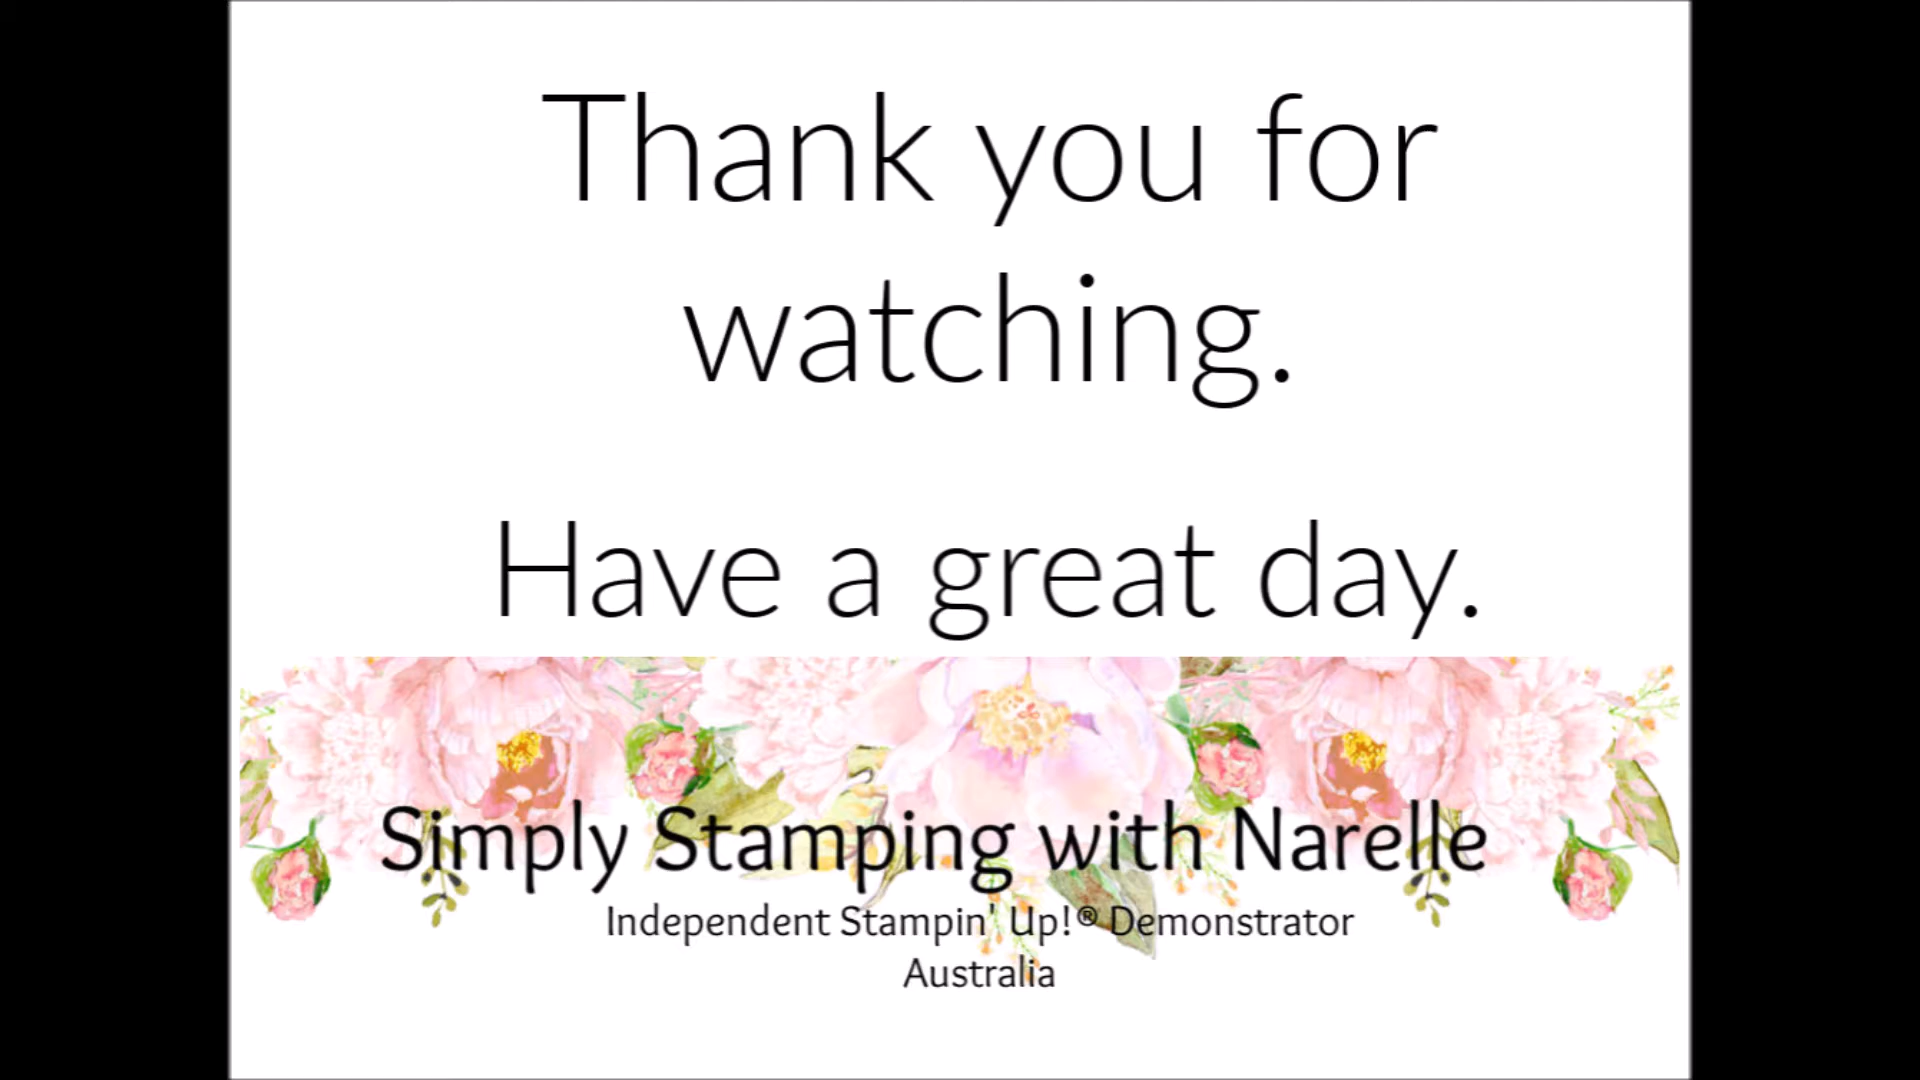 Thank you for
watching.
Have a great day.
Simply Stamping with Narelle
Independent Stampin' Up!® Demonstrator
Australia